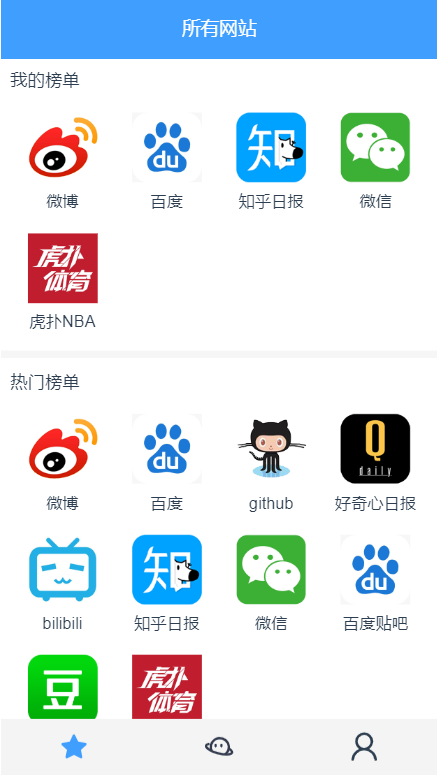 所有网站
我的榜单
du 知
微博 百度 知乎日报 微信
虎扑
体育
虎扑NBA
热门榜单
du Q
daily
微博 百度 github 好奇心日报
知 du
bilibili 知乎日报 微信 百度贴吧
豆 虎扑
体育